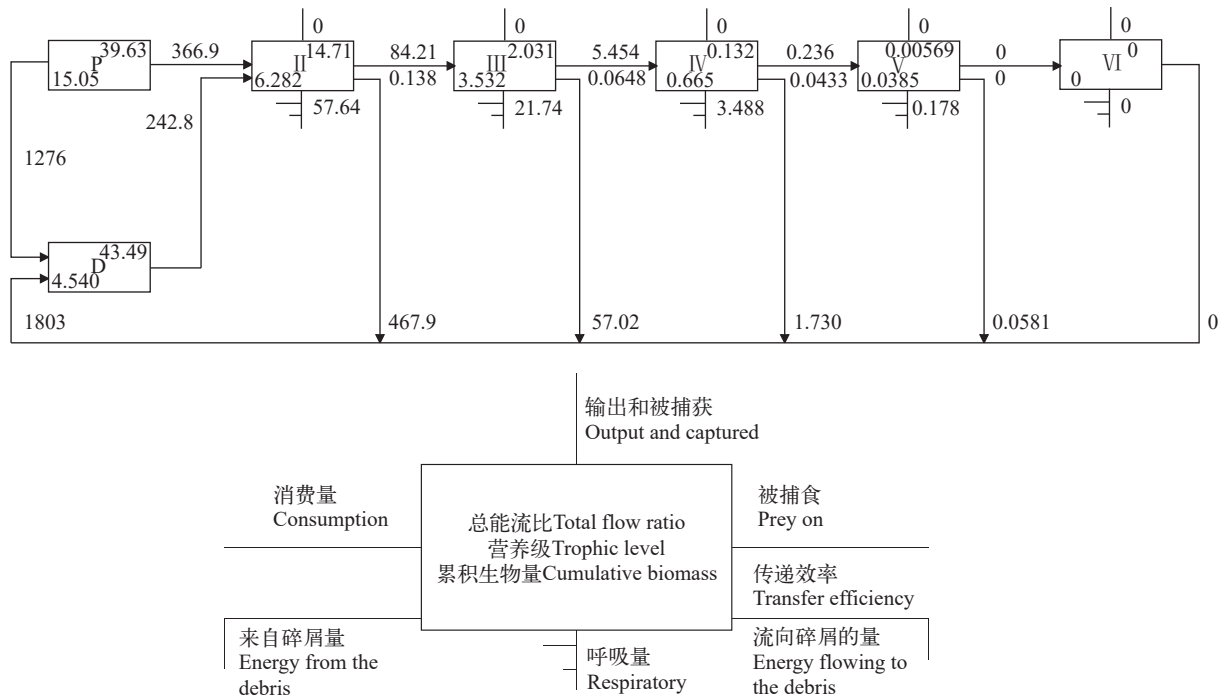 0
0
0
0
0
39.63
P
15.05
366.9
14.71
II
6.282
84.21
0.138
2.031
III
3.532
5.454
0.0648
0.132
IV
0.665
0.236
0.0433
0.00569
V
0.0385
0
0
0
VI
0
57.64
21.74
3.488
0.178
0
242.8
1276
43.49
D
4.540
1803
467.9
57.02
1.730
0.0581
0
输出和被捕获
Output and captured
消费量
Consumption
总能流比Total flow ratio
营养级Trophic level
累积生物量Cumulative biomass
被捕食
Prey on
传递效率
Transfer efficiency
来自碎屑量
Energy from the
debris
呼吸量
Respiratory
流向碎屑的量
Energy flowing to
the debris